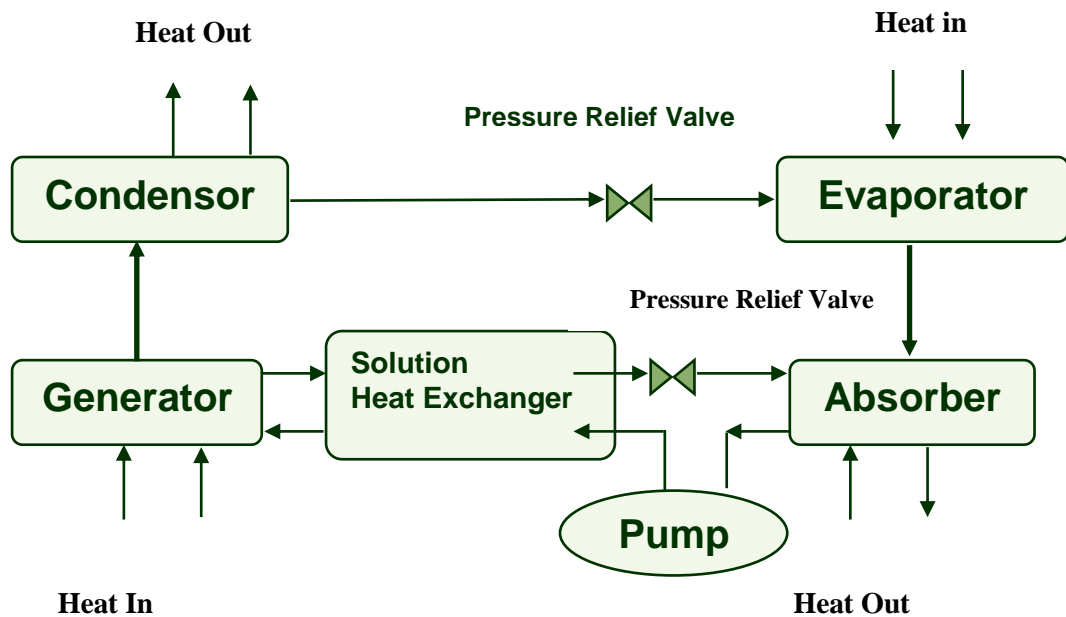 Heat Out
Heat in
Pressure Relief Valve
Condensor
Evaporator
Pressure Relief Valve
Solution
Heat Exchanger
Generator
Absorber
Pump
Heat In
Heat Out